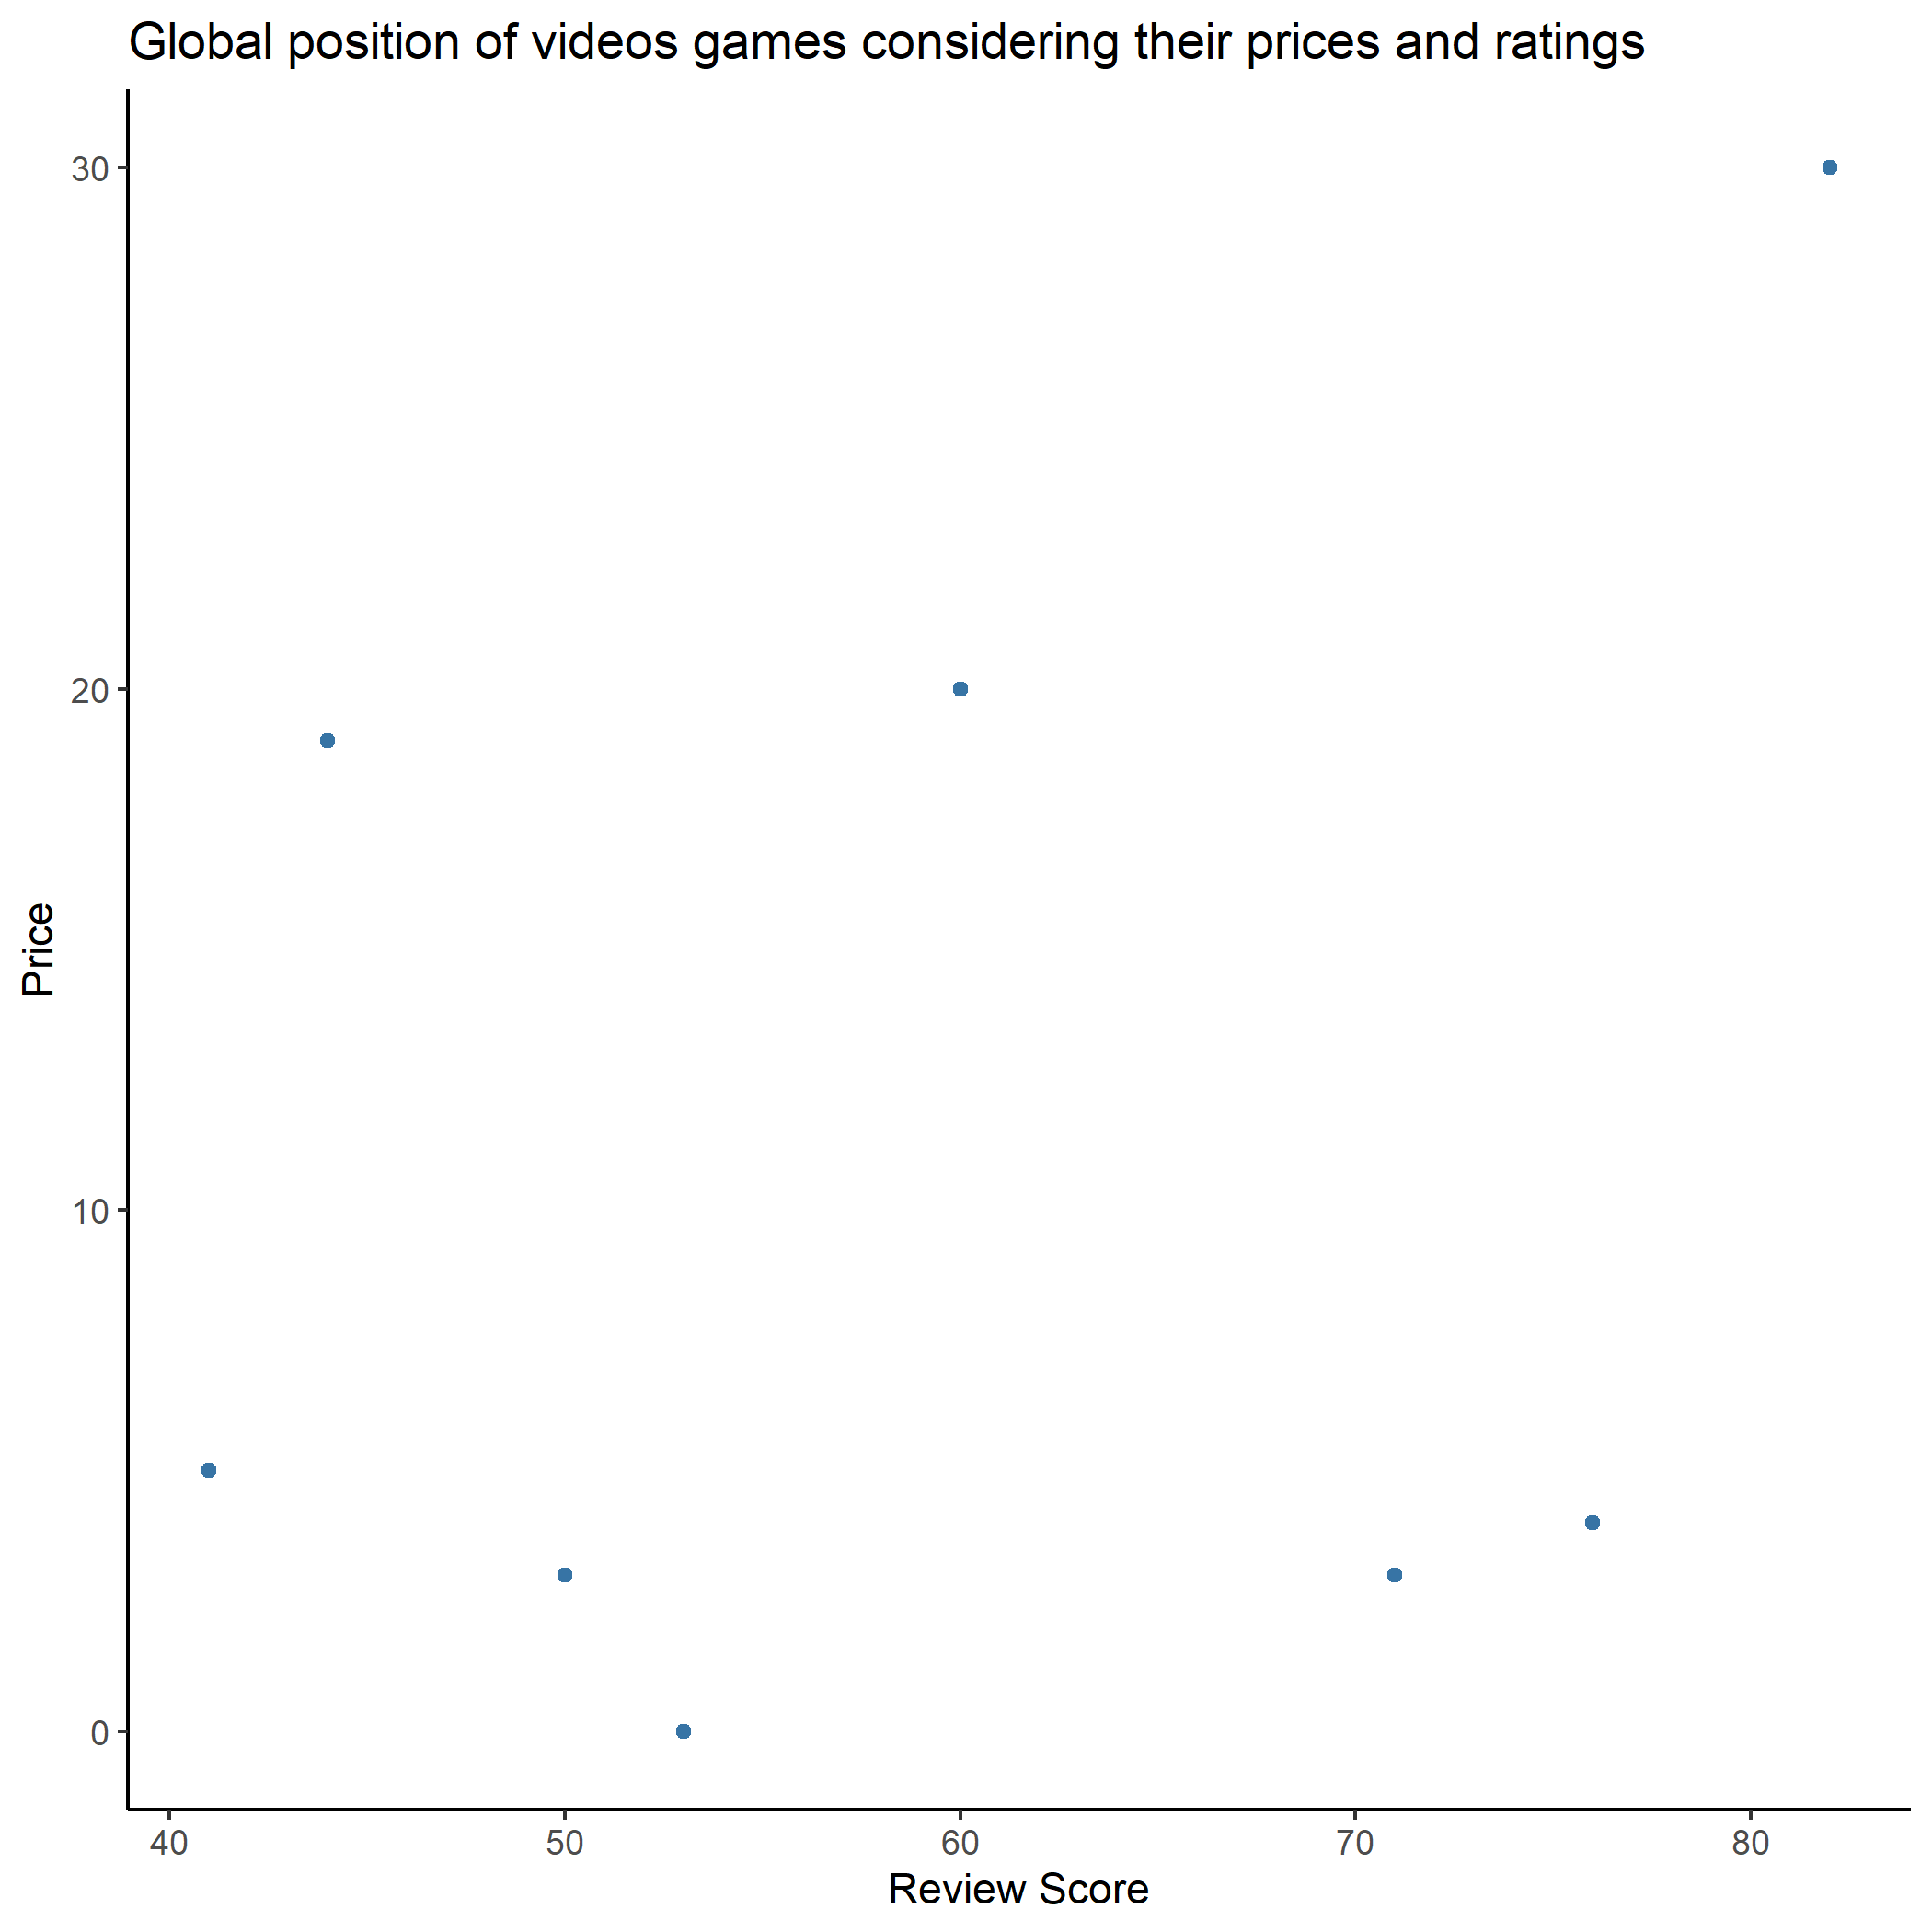 Global position of videos games considering their prices and ratings
30
20
10
0
Price
40 50 60 70 80
Review Score